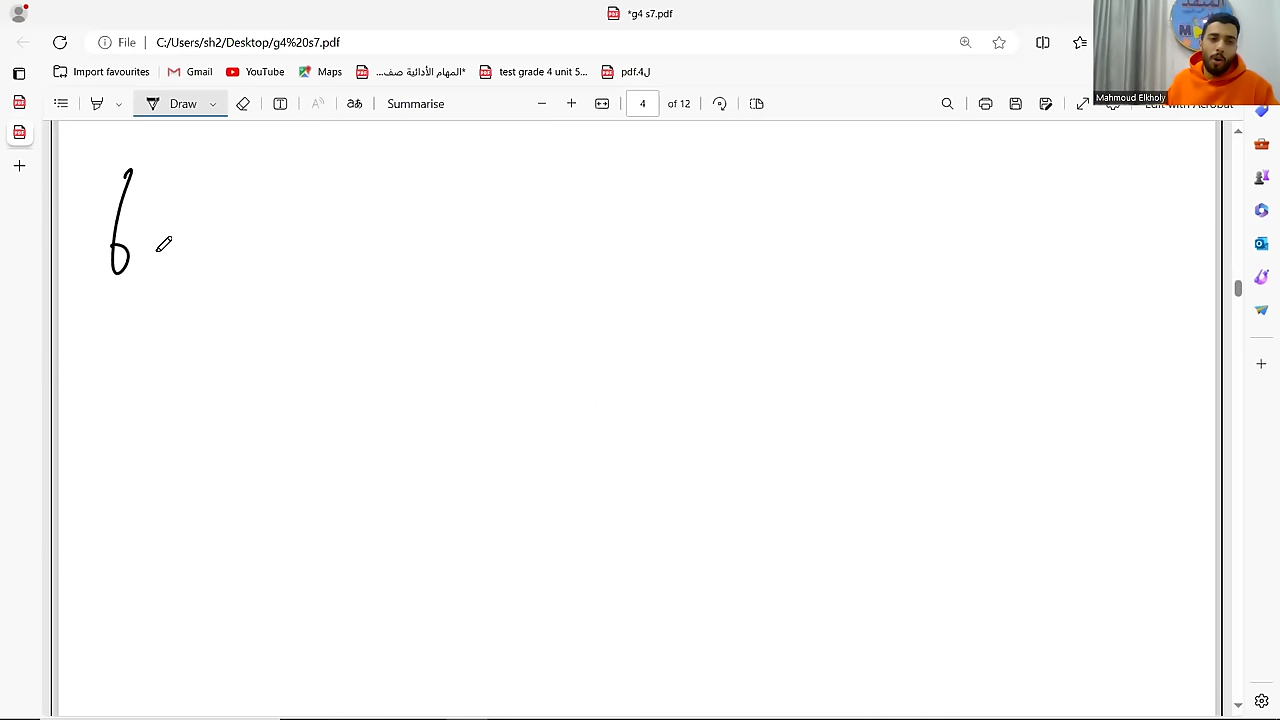 *g4 s7.pdf
File C:/Users/sh2/Desktop/g4%20s7.pdf
Import favourites Gmail YouTube Maps المهام الأدائية صف...* test grade 4 unit 5... ل4.pdf
Draw Summarise 4 of 12
Mahmoud Elkholy
6